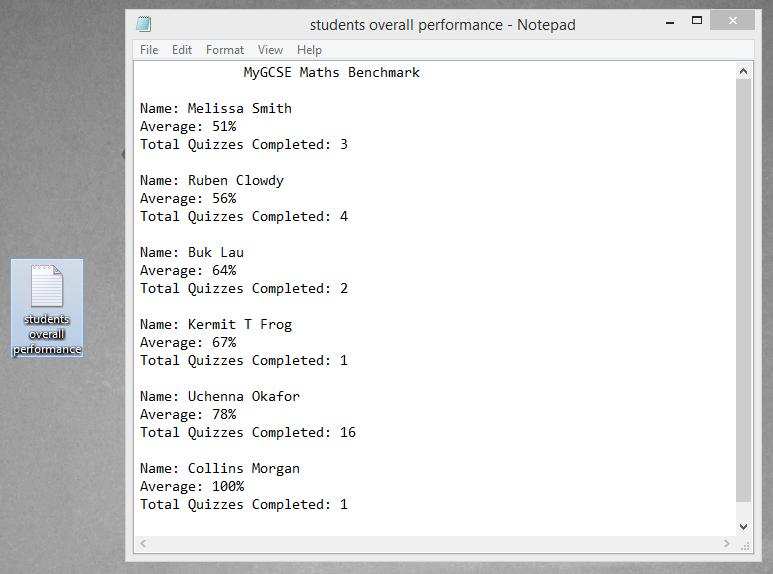 students overall performance - Notepad
File Edit Format View Help
MyGCSE Maths Benchmark
Name: Melissa Smith
Average: 51%
Total Quizzes Completed: 3
Name: Ruben Clowdy
Average: 56%
Total Quizzes Completed: 4
Name: Buk Lau
Average: 64%
Total Quizzes Completed: 2
Name: Kermit T Frog
Average: 67%
Total Quizzes Completed: 1
Name: Uchenna Okafor
Average: 78%
Total Quizzes Completed: 16
Name: Collins Morgan
Average: 100%
Total Quizzes Completed: 1
students
overall
performance